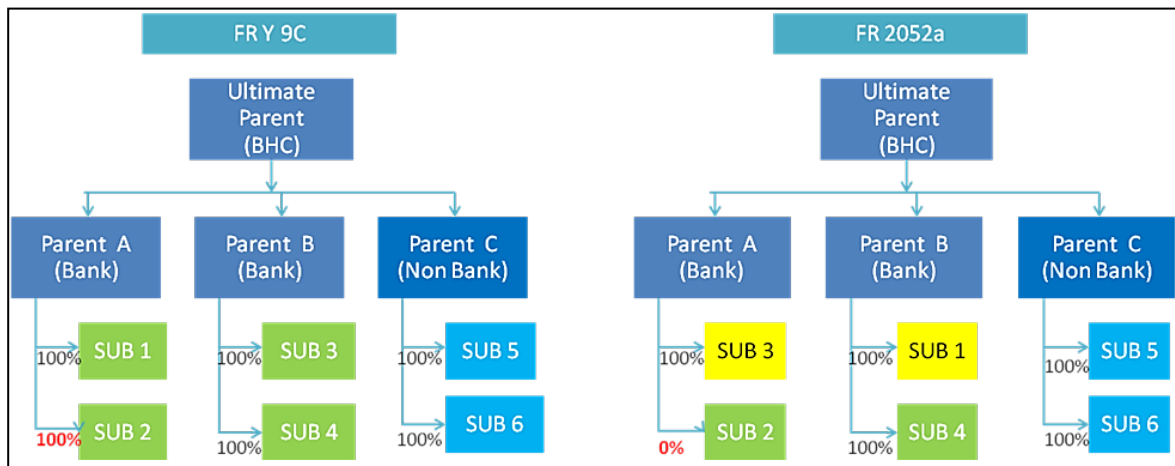 FR Y 9C
FR 2052a
Ultimate
Parent
(BHC)
Ultimate
Parent
(BHC)
Parent A
(Bank)
Parent B
(Bank)
Parent C
(Non Bank)
Parent A
(Bank)
Parent B
(Bank)
Parent C
(Non Bank)
100% SUB 1
100% SUB 3
100% SUB 5
100% SUB 3
100% SUB 1
100% SUB 5
100% SUB 2
100% SUB 4
100% SUB 6
0% SUB 2
100% SUB 4
100% SUB 6